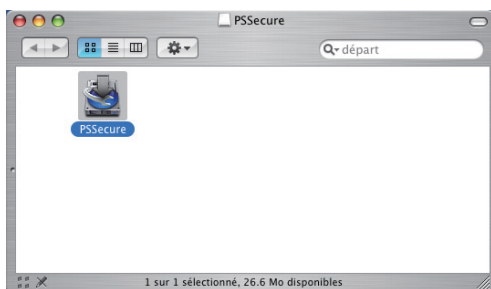 PSSecure
départ
PSSecure
1 sur 1 sélectionné, 26.6 Mo disponibles